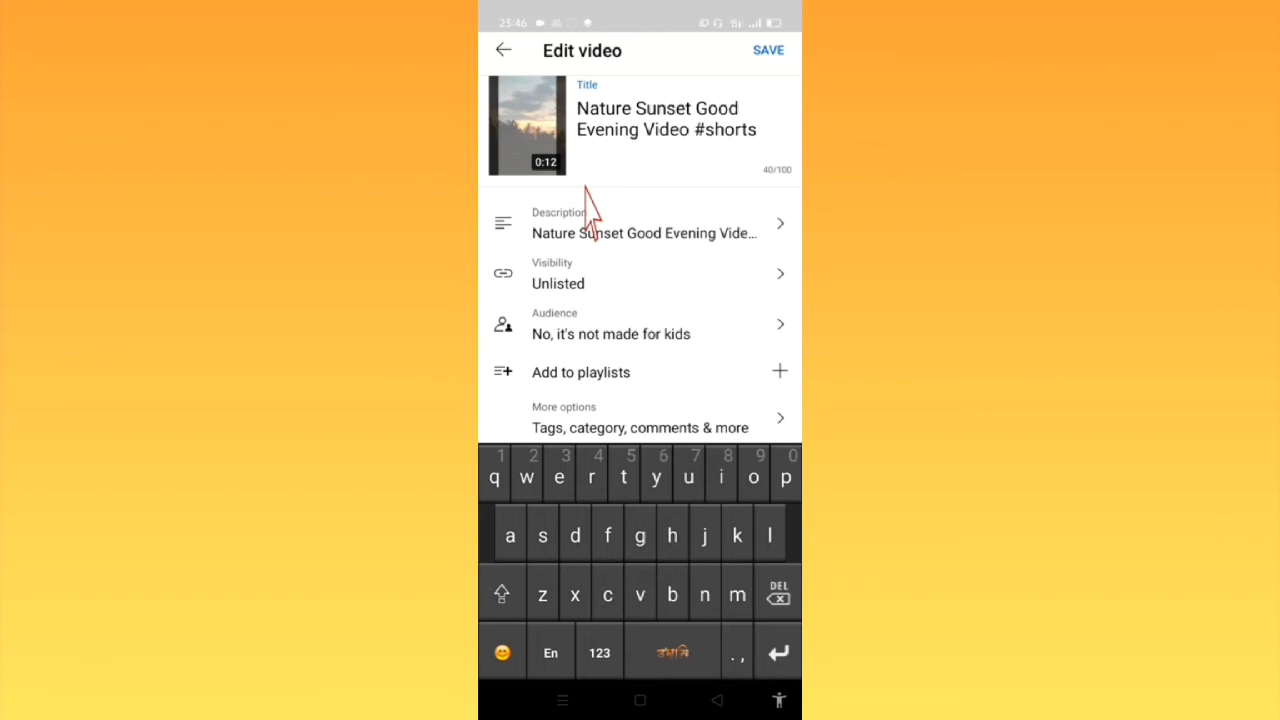 23:46
Edit video
SAVE
Title
Nature Sunset Good
Evening Video #shorts
0:12
40/100
Description
Nature Sunset Good Evening Vide...
Visibility
Unlisted
Audience
No, it's not made for kids
Add to playlists
More options
Tags, category, comments & more
1 2 3 4 5 6 7 8 9 0
q w e r t y u i o p
a s d f g h j k l
z x c v b n m DEL
En 123 . ,